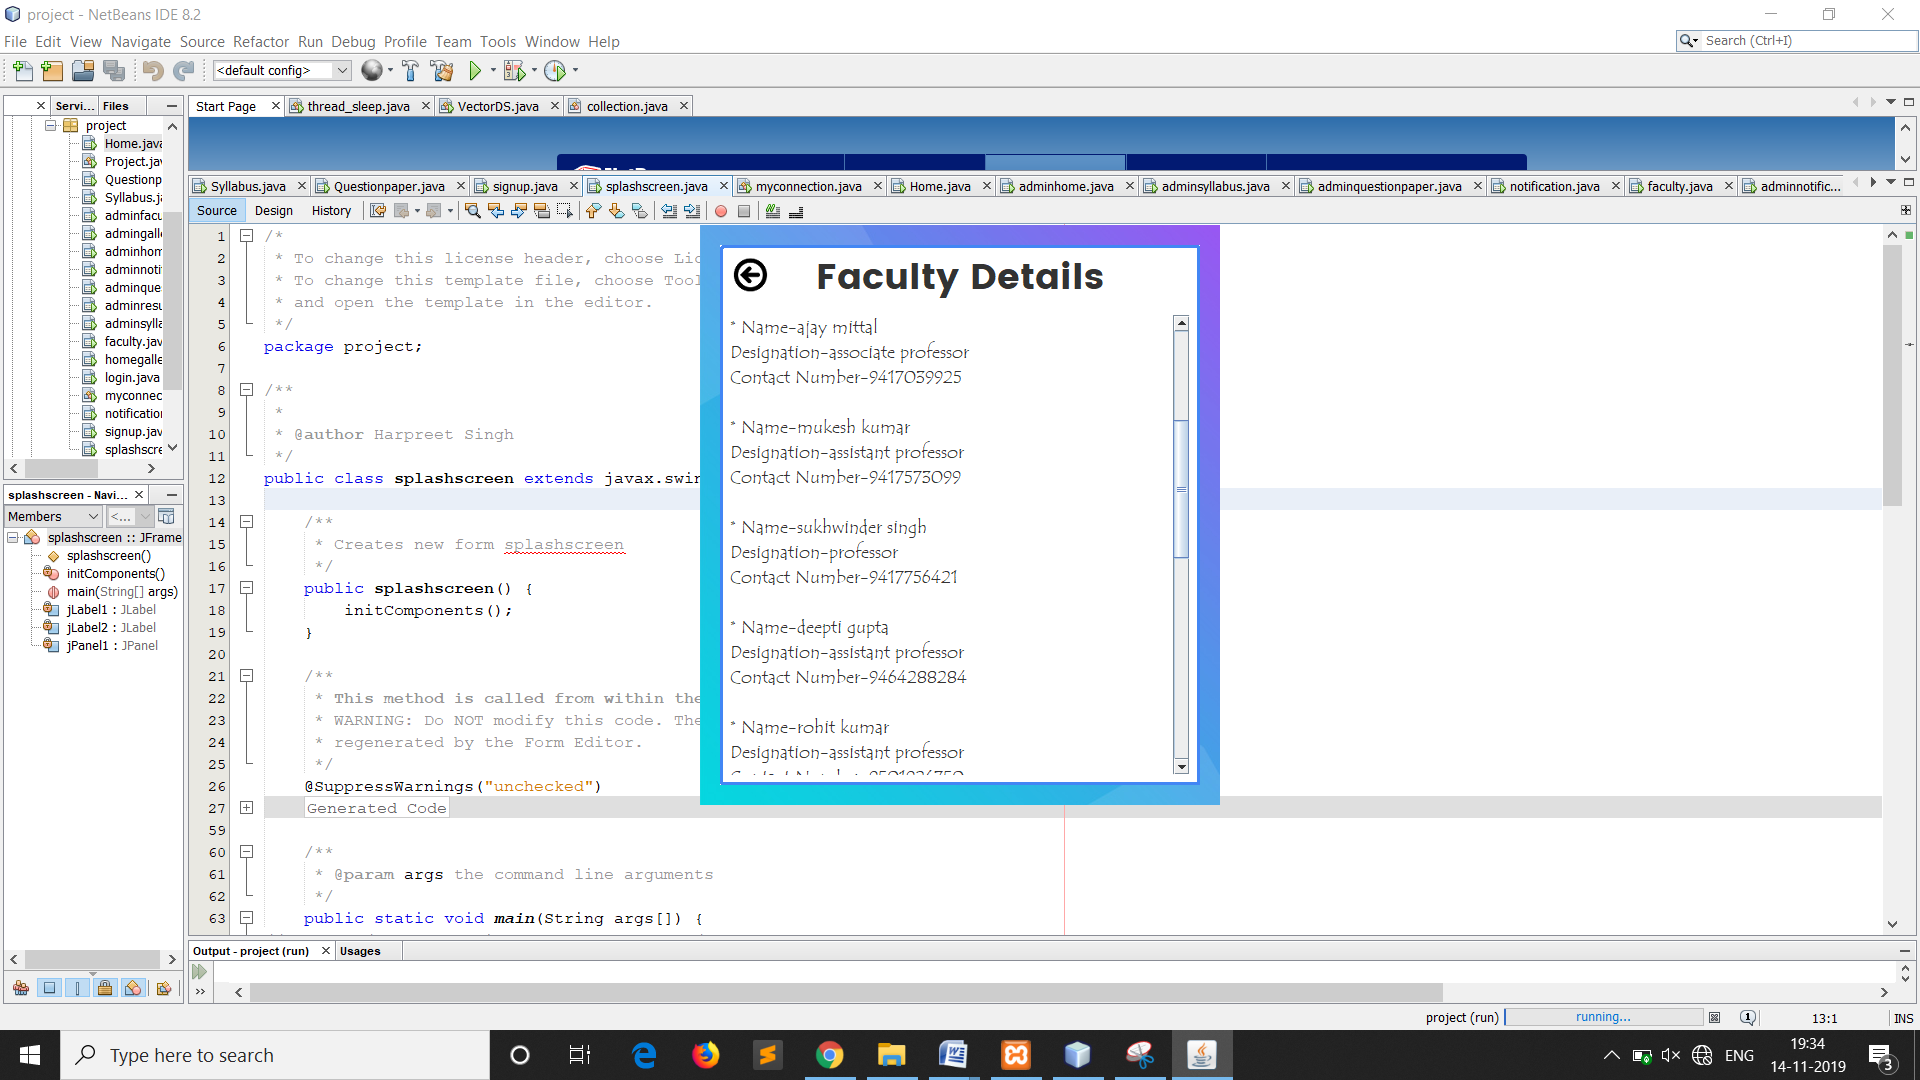 project - NetBeans IDE 8.2
File Edit View Navigate Source Refactor Run Debug Profile Team Tools Window Help
Search (Ctrl+I)
<default config>
Servi... Files
Start Page thread_sleep.java VectorDS.java collection.java
project
Home.java
Project.jav
Questionp
Syllabus.ja
adminfacu
admingalle
adminhom
adminnoti
adminque
adminresu
adminsylla
faculty.jav
homegalle
login.java
myconnec
notification
signup.jav
splashscre
Syllabus.java Questionpaper.java signup.java splashscreen.java myconnection.java Home.java adminhome.java adminsyllabus.java adminquestionpaper.java notification.java faculty.java adminnotific...
Source Design History
1 /*
2 * To change this license header, choose Lic
3 * To change this template file, choose Tool
4 * and open the template in the editor.
5 */
6 package project;
7
8 /**
9 *
10 * @author Harpreet Singh
11 */
12 public class splashscreen extends javax.swin
13
14 /**
15 * Creates new form splashscreen
16 */
17 public splashscreen() {
18 initComponents();
19 }
20
21 /**
22 * This method is called from within the
23 * WARNING: Do NOT modify this code. The
24 * regenerated by the Form Editor.
25 */
26 @SuppressWarnings("unchecked")
27 Generated Code
59
60 /**
61 * @param args the command line arguments
62 */
63 public static void main(String args[]) {
Faculty Details
* Name-ajay mittal
Designation-associate professor
Contact Number-9417039925
* Name-mukesh kumar
Designation-assistant professor
Contact Number-9417573099
* Name-sukhwinder singh
Designation-professor
Contact Number-9417756421
* Name-deepti gupta
Designation-assistant professor
Contact Number-9464288284
* Name-rohit kumar
Designation-assistant professor
splashscreen - Navi...
Members <...
splashscreen :: JFrame
splashscreen()
initComponents()
main(String[] args)
jLabel1 : JLabel
jLabel2 : JLabel
jPanel1 : JPanel
Output - project (run) Usages
project (run) running... 13:1 INS
Type here to search
ENG
19:34
14-11-2019
3